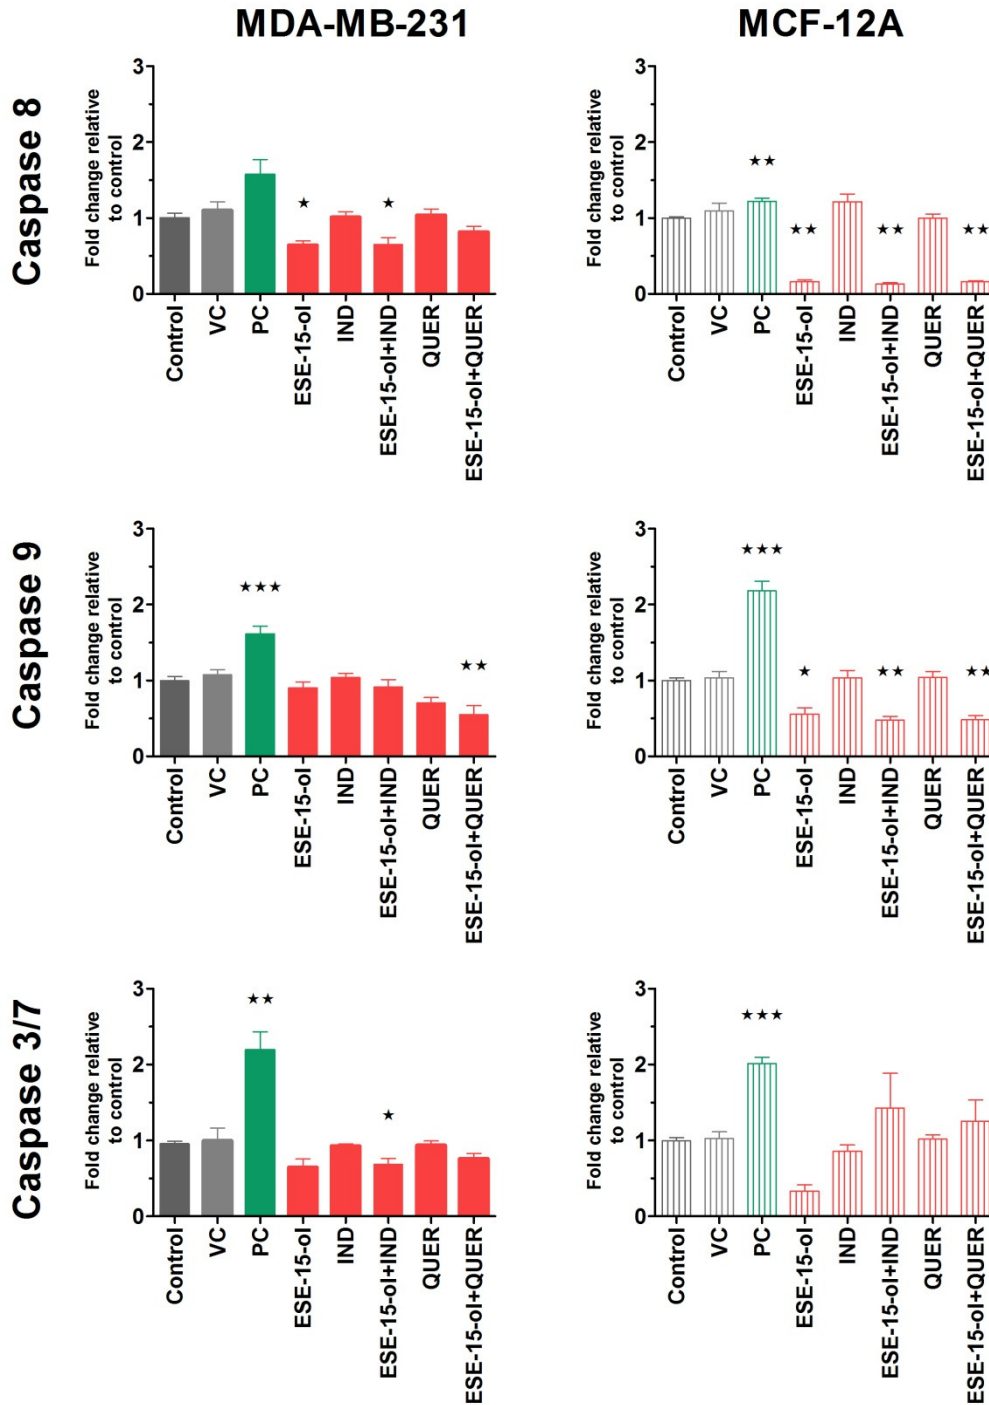 MDA-MB-231
MCF-12A
Caspase 8
Fold change relative
to control
3
2
1
0
★
★
Control
VC
PC
ESE-15-ol
IND
ESE-15-ol+IND
QUER
ESE-15-ol+QUER
Fold change relative
to control
3
2
1
0
★★
★★
★★
★★
Control
VC
PC
ESE-15-ol
IND
ESE-15-ol+IND
QUER
ESE-15-ol+QUER
Caspase 9
Fold change relative
to control
3
2
1
0
★★★
★★
Control
VC
PC
ESE-15-ol
IND
ESE-15-ol+IND
QUER
ESE-15-ol+QUER
Fold change relative
to control
3
2
1
0
★★★
★
★★
★★
Control
VC
PC
ESE-15-ol
IND
ESE-15-ol+IND
QUER
ESE-15-ol+QUER
Caspase 3/7
Fold change relative
to control
3
2
1
0
★★
★
Control
VC
PC
ESE-15-ol
IND
ESE-15-ol+IND
QUER
ESE-15-ol+QUER
Fold change relative
to control
3
2
1
0
★★★
Control
VC
PC
ESE-15-ol
IND
ESE-15-ol+IND
QUER
ESE-15-ol+QUER